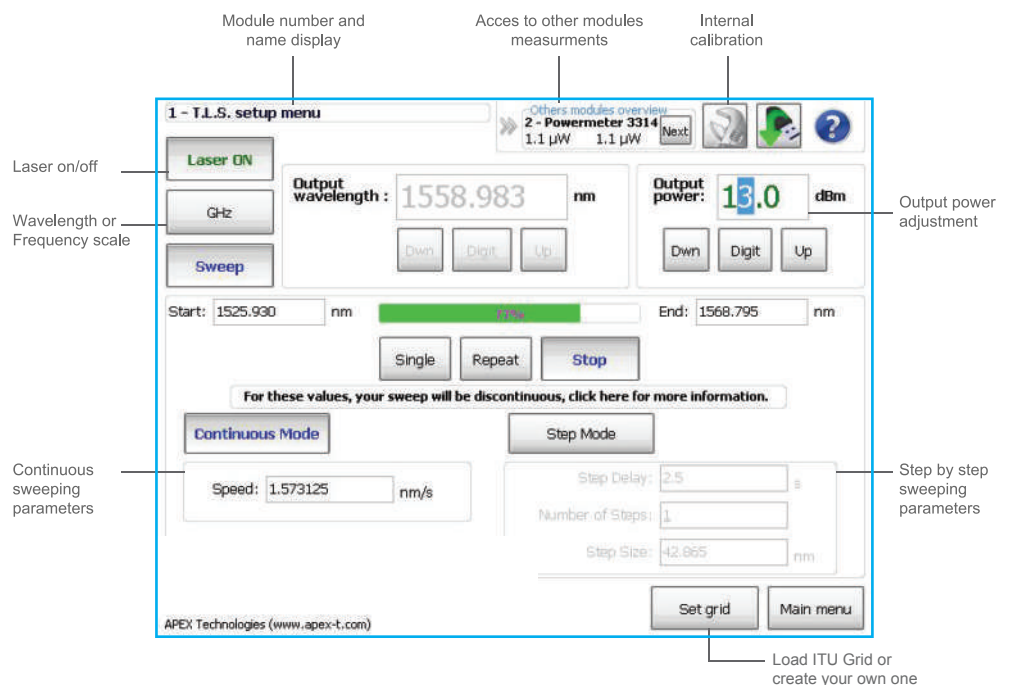 Module number and
name display
Acces to other modules
measurments
Internal
calibration
1 - T.L.S. setup menu
Others modules overview
2 - Powermeter 3314
1.1 µW 1.1 µW
Next
?
Laser on/off
Laser ON
Wavelength or
Frequency scale
GHz
Sweep
Output
wavelength :
1558.983
nm
Dwn
Digit
Up
Output
power:
13.0
dBm
Dwn
Digit
Up
Output power
adjustment
Start: 1525.930 nm
77%
End: 1568.795 nm
Single
Repeat
Stop
For these values, your sweep will be discontinuous, click here for more information.
Continuous Mode
Step Mode
Continuous
sweeping
parameters
Speed: 1.573125 nm/s
Step Delay: 2.5 s
Number of Steps: 1
Step Size: 42.865 nm
Step by step
sweeping
parameters
Set grid
Main menu
APEX Technologies (www.apex-t.com)
Load ITU Grid or
create your own one